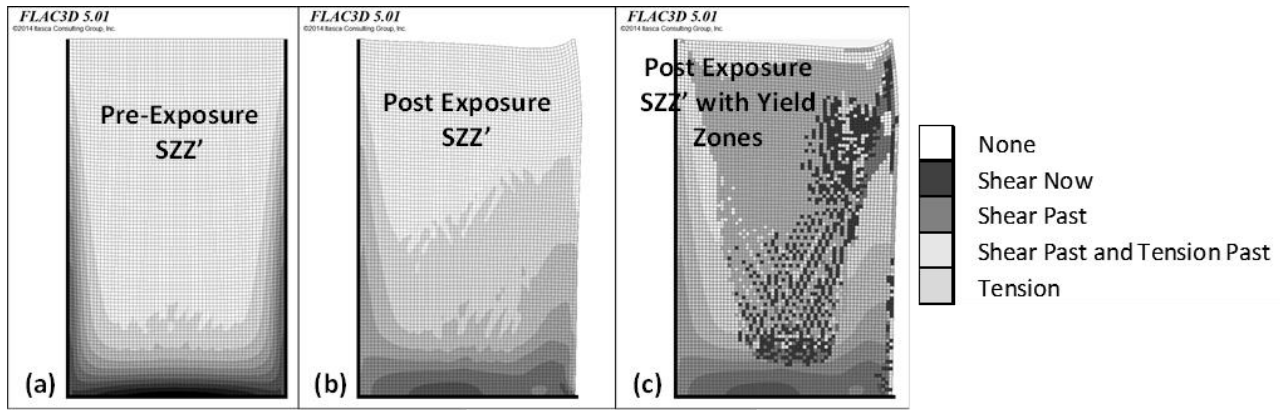 FLAC3D 5.01
©2014 Itasca Consulting Group, Inc.
Pre-Exposure
SZZ’
(a)
FLAC3D 5.01
©2014 Itasca Consulting Group, Inc.
Post Exposure
SZZ’
(b)
FLAC3D 5.01
©2014 Itasca Consulting Group, Inc.
Post Exposure
SZZ’ with Yield
Zones
(c)
None
Shear Now
Shear Past
Shear Past and Tension Past
Tension